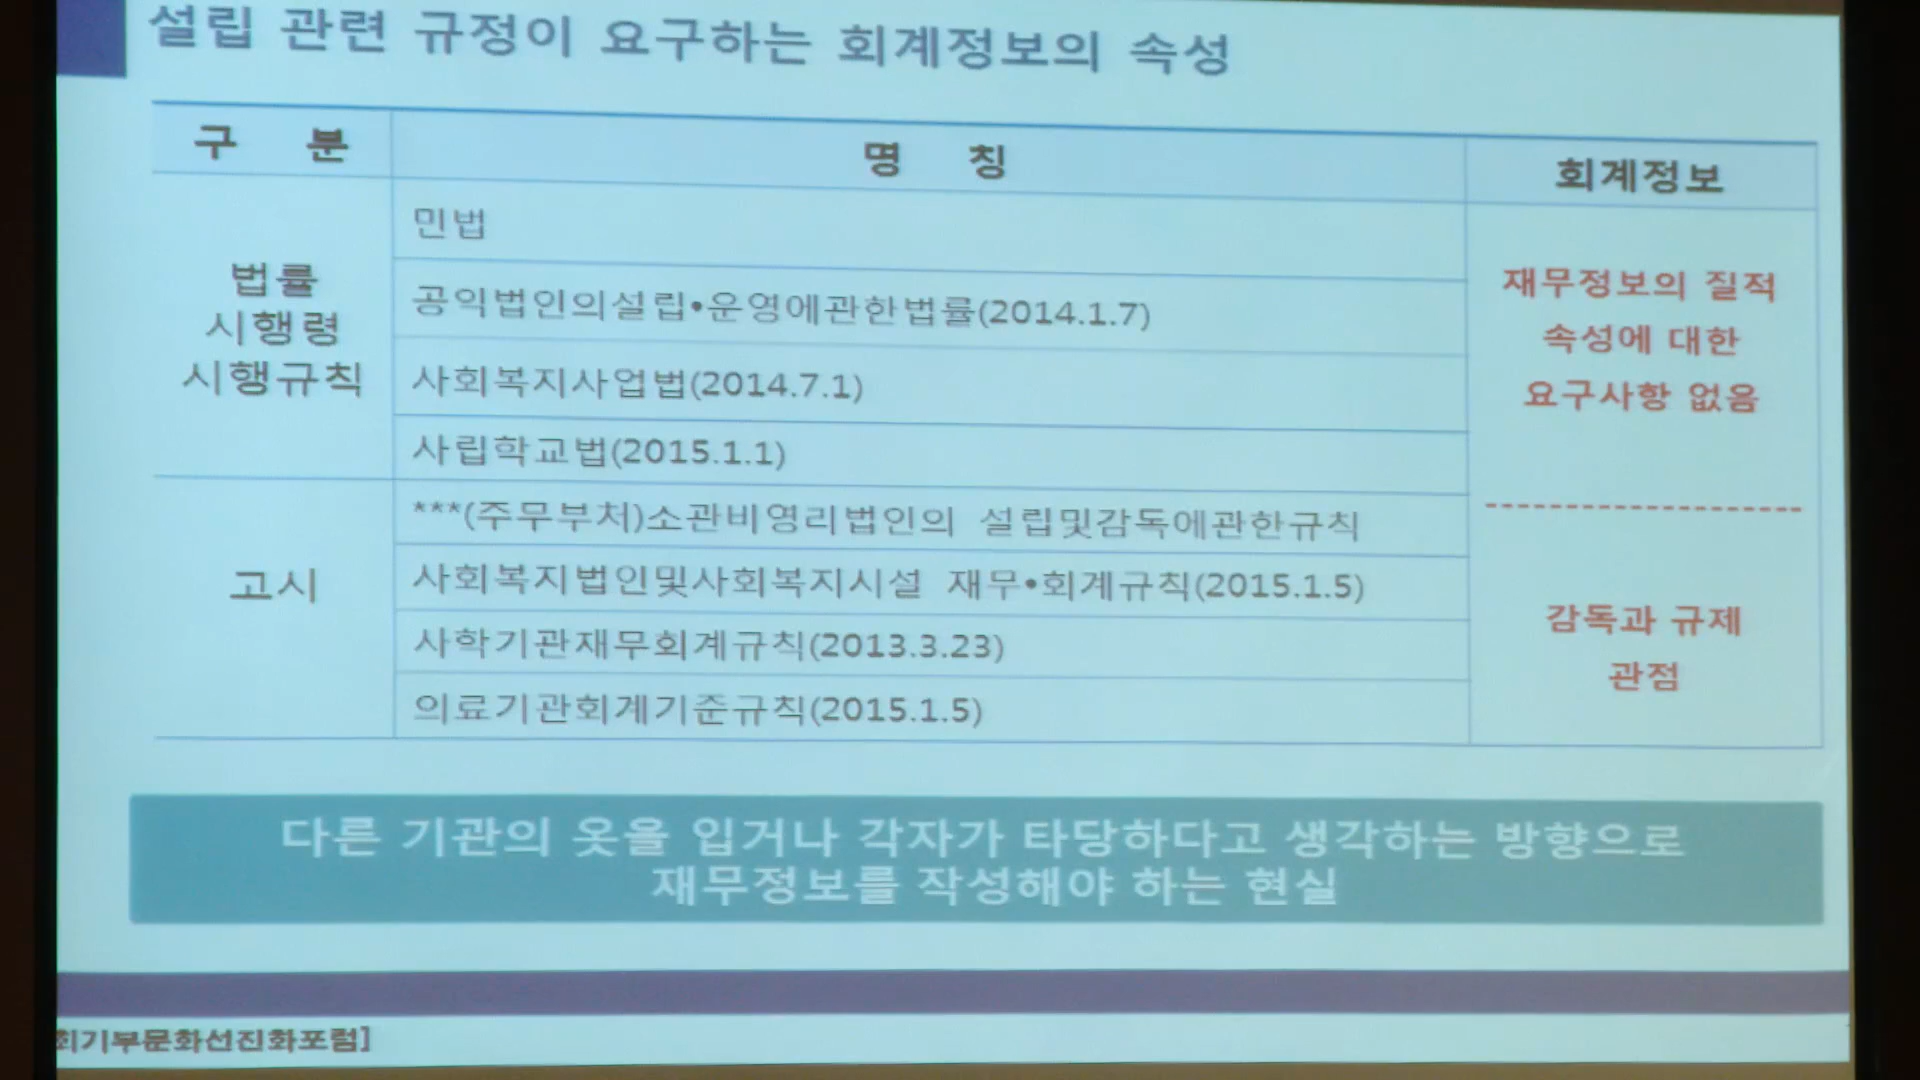 설립 관련 규정이 요구하는 회계정보의 속성
구 분
명 칭
회계정보
법률
시행령
시행규칙
민법
공익법인의설립•운영에관한법률(2014.1.7)
사회복지사업법(2014.7.1)
사립학교법(2015.1.1)
재무정보의 질적
속성에 대한
요구사항 없음
고시
***(주무부처)소관비영리법인의 설립및감독에관한규칙
사회복지법인및사회복지시설 재무•회계규칙(2015.1.5)
사학기관재무회계규칙(2013.3.23)
의료기관회계기준규칙(2015.1.5)
감독과 규제
관점
다른 기관의 옷을 입거나 각자가 타당하다고 생각하는 방향으로
재무정보를 작성해야 하는 현실
회기부문화선진화포럼]